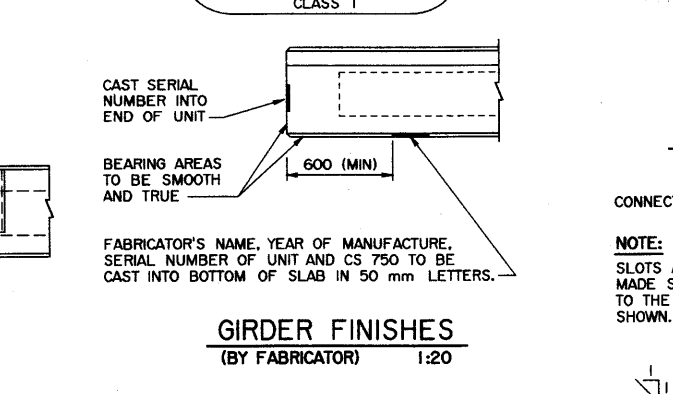 CLASS 1
CAST SERIAL
NUMBER INTO
END OF UNIT
BEARING AREAS
TO BE SMOOTH
AND TRUE
600 (MIN)
FABRICATOR'S NAME, YEAR OF MANUFACTURE,
SERIAL NUMBER OF UNIT AND CS 750 TO BE
CAST INTO BOTTOM OF SLAB IN 50 mm LETTERS.
GIRDER FINISHES
(BY FABRICATOR) 1:20
NOTE:
SLOTS
MADE
TO THE
SHOWN.